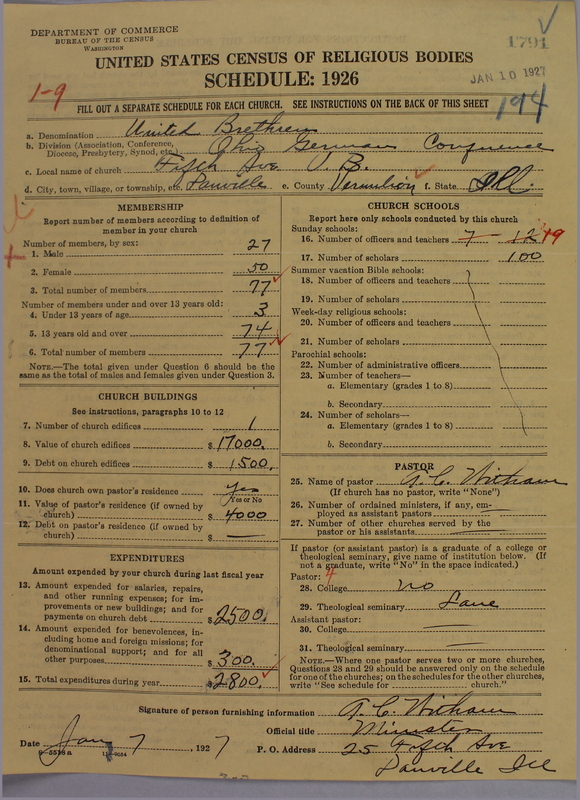 DEPARTMENT OF COMMERCE
BUREAU OF THE CENSUS
WASHINGTON
1791
UNITED STATES CENSUS OF RELIGIOUS BODIES
SCHEDULE: 1926
JAN 10 1927
1-9
194
FILL OUT A SEPARATE SCHEDULE FOR EACH CHURCH. SEE INSTRUCTIONS ON THE BACK OF THIS SHEET
a. Denomination United Brethren
b. Division (Association, Conference, Diocese, Presbytery, Synod, etc.) Ohio German Conference
c. Local name of church Fifth Ave U.B.
d. City, town, village, or township, etc. Danville e. County Vermilion f. State Ill.
MEMBERSHIP
Report number of members according to definition of member in your church
Number of members, by sex:
1. Male 27
2. Female 50
3. Total number of members 77
Number of members under and over 13 years old:
4. Under 13 years of age 3
5. 13 years old and over 74
6. Total number of members 77
NOTE.—The total given under Question 6 should be the same as the total of males and females given under Question 3.
CHURCH BUILDINGS
See instructions, paragraphs 10 to 12
7. Number of church edifices 1
8. Value of church edifices $ 17000.
9. Debt on church edifices $ 1500.
10. Does church own pastor's residence yes
Yes or No
11. Value of pastor's residence (if owned by church) $ 4000
12. Debt on pastor's residence (if owned by church) $ —
EXPENDITURES
Amount expended by your church during last fiscal year
13. Amount expended for salaries, repairs, and other running expenses; for improvements or new buildings; and for payments on church debt $ 2500.
14. Amount expended for benevolences, including home and foreign missions; for denominational support; and for all other purposes $ 300.
15. Total expenditures during year $ 2800.
CHURCH SCHOOLS
Report here only schools conducted by this church
Sunday schools:
16. Number of officers and teachers 7 12 19
17. Number of scholars 100
Summer vacation Bible schools:
18. Number of officers and teachers
19. Number of scholars
Week-day religious schools:
20. Number of officers and teachers
21. Number of scholars
Parochial schools:
22. Number of administrative officers
23. Number of teachers—
a. Elementary (grades 1 to 8)
b. Secondary
24. Number of scholars—
a. Elementary (grades 1 to 8)
b. Secondary
PASTOR
25. Name of pastor A. C. Witham
(If church has no pastor, write "None")
26. Number of ordained ministers, if any, employed as assistant pastors —
27. Number of other churches served by the pastor or his assistants —
If pastor (or assistant pastor) is a graduate of a college or theological seminary, give name of institution below. (If not a graduate, write "No" in the space indicated.)
Pastor: 4
28. College no
29. Theological seminary Lane
Assistant pastor:
30. College —
31. Theological seminary —
NOTE.—Where one pastor serves two or more churches, Questions 28 and 29 should be answered only on the schedule for one of the churches; on the schedules for the other churches, write "See schedule for church."
Signature of person furnishing information A. C. Witham
Official title Minister
Date Jan 7, 1927 P. O. Address 25 Fifth Ave
Danville Ill